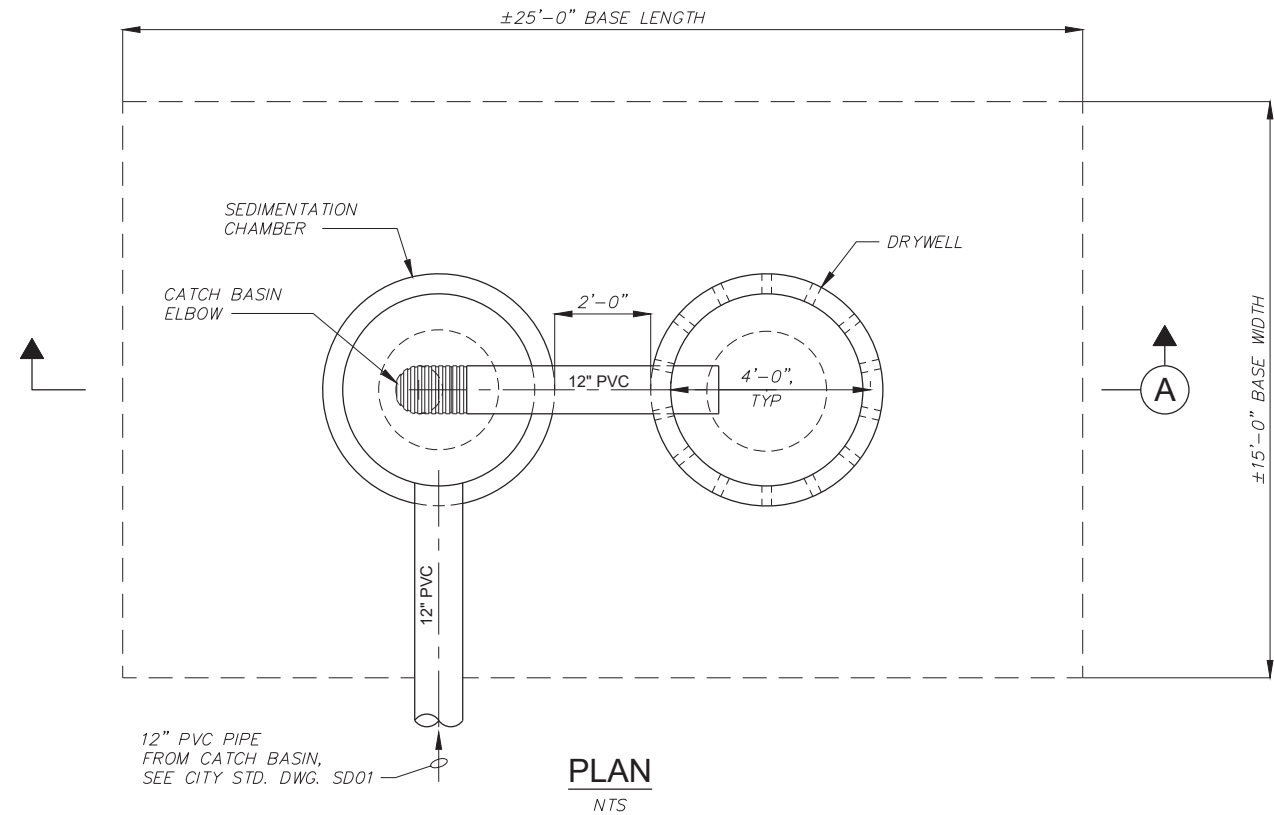 ±25'-0" BASE LENGTH
SEDIMENTATION
CHAMBER
DRYWELL
CATCH BASIN
ELBOW
2'-0"
12" PVC
4'-0",
TYP
A
±15'-0" BASE WIDTH
12" PVC
12" PVC PIPE
FROM CATCH BASIN,
SEE CITY STD. DWG. SD01
PLAN
NTS